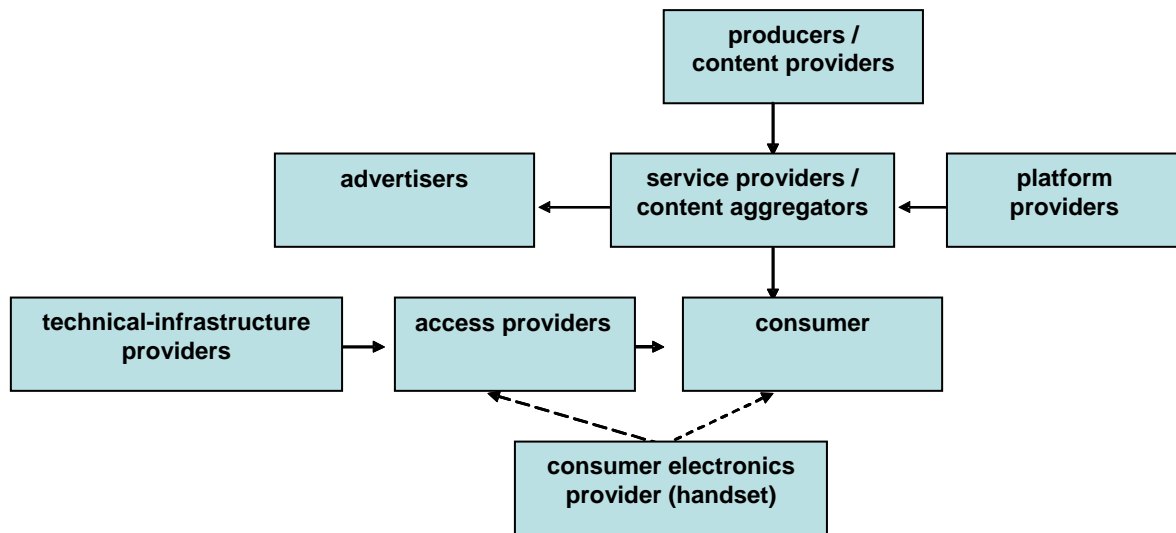 producers /
content providers
advertisers
service providers /
content aggregators
platform
providers
technical-infrastructure
providers
access providers
consumer
consumer electronics
provider (handset)